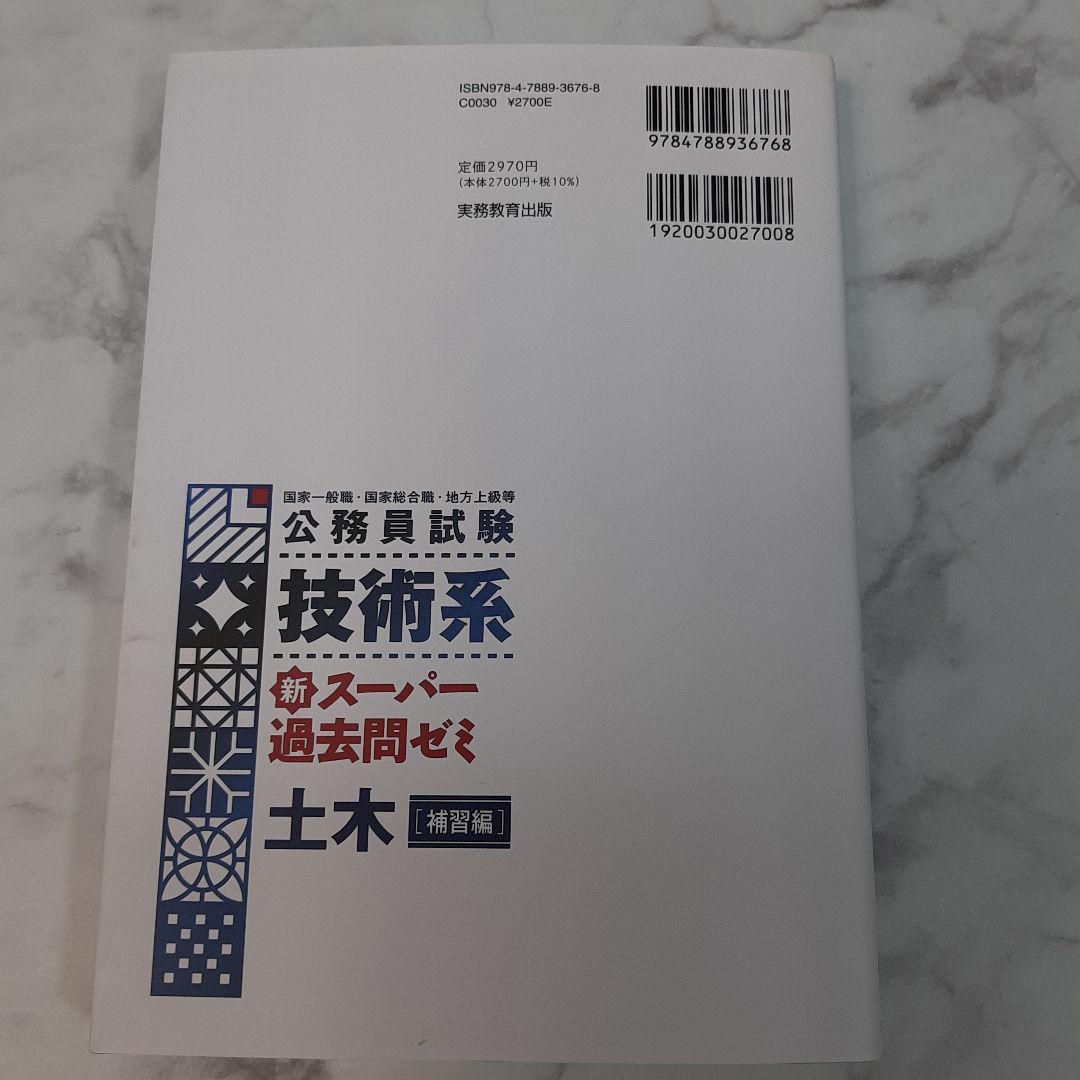 ISBN978-4-7889-3676-8
C0030 ¥2700E
9784788936768
定価2970円
(本体2700円+税10%)
実務教育出版
1920030027008
国家一般職・国家総合職・地方上級等
公務員試験
技術系
新スーパー
過去問ゼミ
土木[補習編]